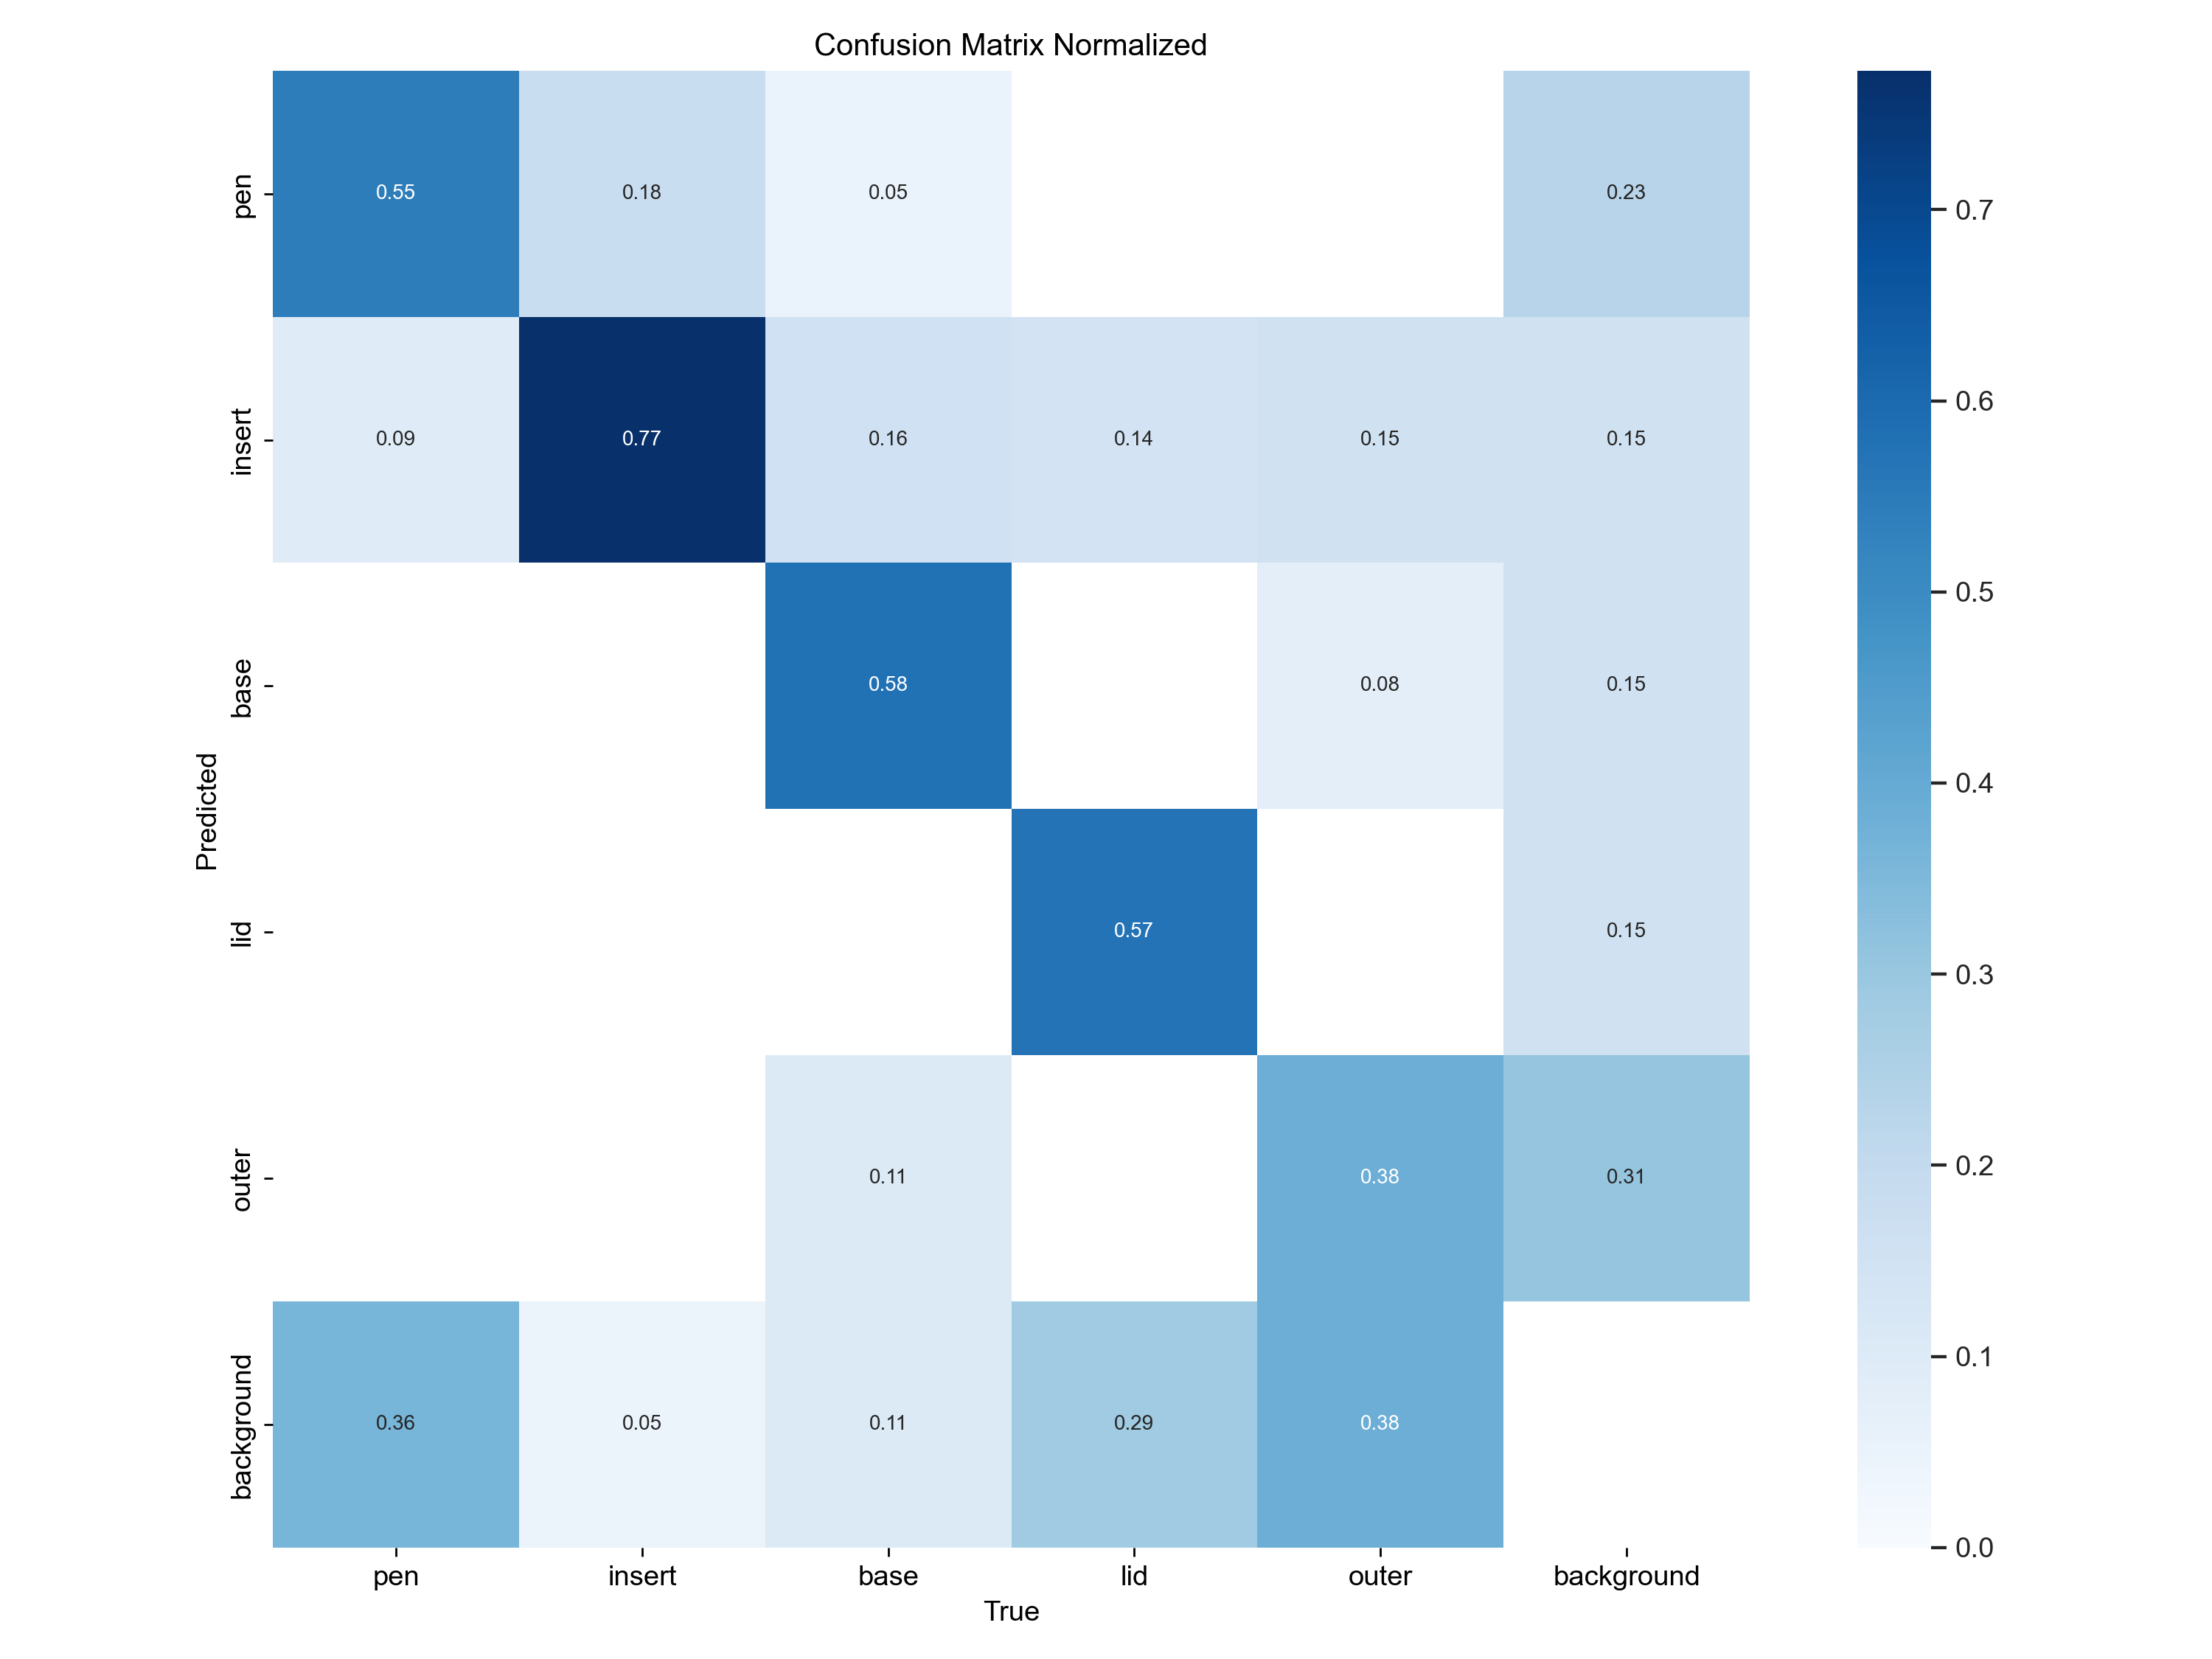 Confusion Matrix Normalized
pen
0.55
0.18
0.05
0.23
insert
0.09
0.77
0.16
0.14
0.15
0.15
base
0.58
0.08
0.15
lid
0.57
0.15
outer
0.11
0.38
0.31
background
0.36
0.05
0.11
0.29
0.38
Predicted
pen
insert
base
lid
outer
background
True
0.7
0.6
0.5
0.4
0.3
0.2
0.1
0.0